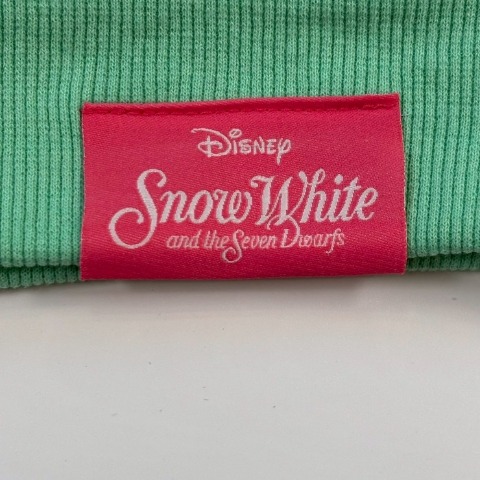 Disney
Snow White
and the Seven Dwarfs